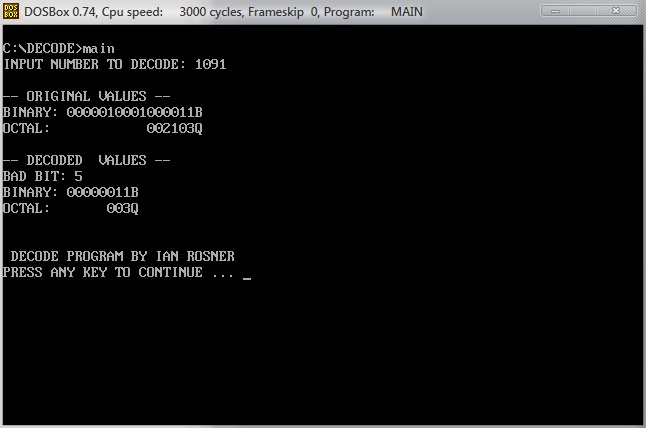 DOSBox 0.74, Cpu speed: 3000 cycles, Frameskip 0, Program: MAIN
C:\DECODE>main
INPUT NUMBER TO DECODE: 1091
-- ORIGINAL VALUES --
BINARY: 0000010001000011B
OCTAL: 002103Q
-- DECODED VALUES --
BAD BIT: 5
BINARY: 00000011B
OCTAL: 003Q
DECODE PROGRAM BY IAN ROSNER
PRESS ANY KEY TO CONTINUE ... _